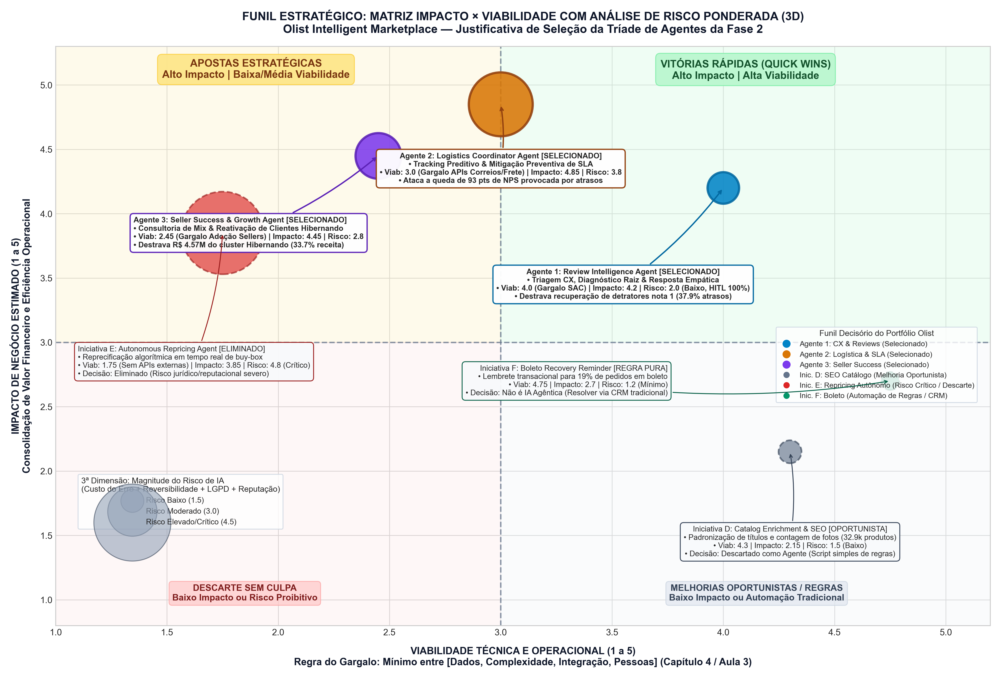 FUNIL ESTRATÉGICO: MATRIZ IMPACTO × VIABILIDADE COM ANÁLISE DE RISCO PONDERADA (3D)
Olist Intelligent Marketplace — Justificativa de Seleção da Tríade de Agentes da Fase 2
APOSTAS ESTRATÉGICAS
Alto Impacto | Baixa/Média Viabilidade
VITÓRIAS RÁPIDAS (QUICK WINS)
Alto Impacto | Alta Viabilidade
Agente 2: Logistics Coordinator Agent [SELECIONADO]
• Tracking Preditivo & Mitigação Preventiva de SLA
• Viab: 3.0 (Gargalo APIs Correios/Frete) | Impacto: 4.85 | Risco: 3.8
• Ataca a queda de 93 pts de NPS provocada por atrasos
Agente 3: Seller Success & Growth Agent [SELECIONADO]
• Consultoria de Mix & Reativação de Clientes Hibernando
• Viab: 2.45 (Gargalo Adoção Sellers) | Impacto: 4.45 | Risco: 2.8
• Destrava R$ 4.57M do cluster Hibernando (33.7% receita)
Agente 1: Review Intelligence Agent [SELECIONADO]
• Triagem CX, Diagnóstico Raiz & Resposta Empática
• Viab: 4.0 (Gargalo SAC) | Impacto: 4.2 | Risco: 2.0 (Baixo, HITL 100%)
• Destrava recuperação de detratores nota 1 (37.9% atrasos)
Iniciativa E: Autonomous Repricing Agent [ELIMINADO]
• Reprecificação algorítmica em tempo real de buy-box
• Viab: 1.75 (Sem APIs externas) | Impacto: 3.85 | Risco: 4.8 (Crítico)
• Decisão: Eliminado (Risco jurídico/reputacional severo)
Iniciativa F: Boleto Recovery Reminder [REGRA PURA]
• Lembrete transacional para 19% de pedidos em boleto
• Viab: 4.75 | Impacto: 2.7 | Risco: 1.2 (Mínimo)
• Decisão: Não é IA Agêntica (Resolver via CRM tradicional)
Funil Decisório do Portfólio Olist
Agente 1: CX & Reviews (Selecionado)
Agente 2: Logística & SLA (Selecionado)
Agente 3: Seller Success (Selecionado)
Inic. D: SEO Catálogo (Melhoria Oportunista)
Inic. E: Repricing Autônomo (Risco Crítico / Descarte)
Inic. F: Boleto (Automação de Regras / CRM)
3ª Dimensão: Magnitude do Risco de IA
(Custo do Erro + Reversibilidade + LGPD + Reputação)
Risco Baixo (1.5)
Risco Moderado (3.0)
Risco Elevado/Crítico (4.5)
Iniciativa D: Catalog Enrichment & SEO [OPORTUNISTA]
• Padronização de títulos e contagem de fotos (32.9k produtos)
• Viab: 4.3 | Impacto: 2.15 | Risco: 1.5 (Baixo)
• Decisão: Descartado como Agente (Script simples de regras)
DESCARTE SEM CULPA
Baixo Impacto ou Risco Proibitivo
MELHORIAS OPORTUNISTAS / REGRAS
Baixo Impacto ou Automação Tradicional
IMPACTO DE NEGÓCIO ESTIMADO (1 a 5)
Consolidação de Valor Financeiro e Eficiência Operacional
5.0
4.5
4.0
3.5
3.0
2.5
2.0
1.5
1.0
1.0 1.5 2.0 2.5 3.0 3.5 4.0 4.5 5.0
VIABILIDADE TÉCNICA E OPERACIONAL (1 a 5)
Regra do Gargalo: Mínimo entre [Dados, Complexidade, Integração, Pessoas] (Capítulo 4 / Aula 3)